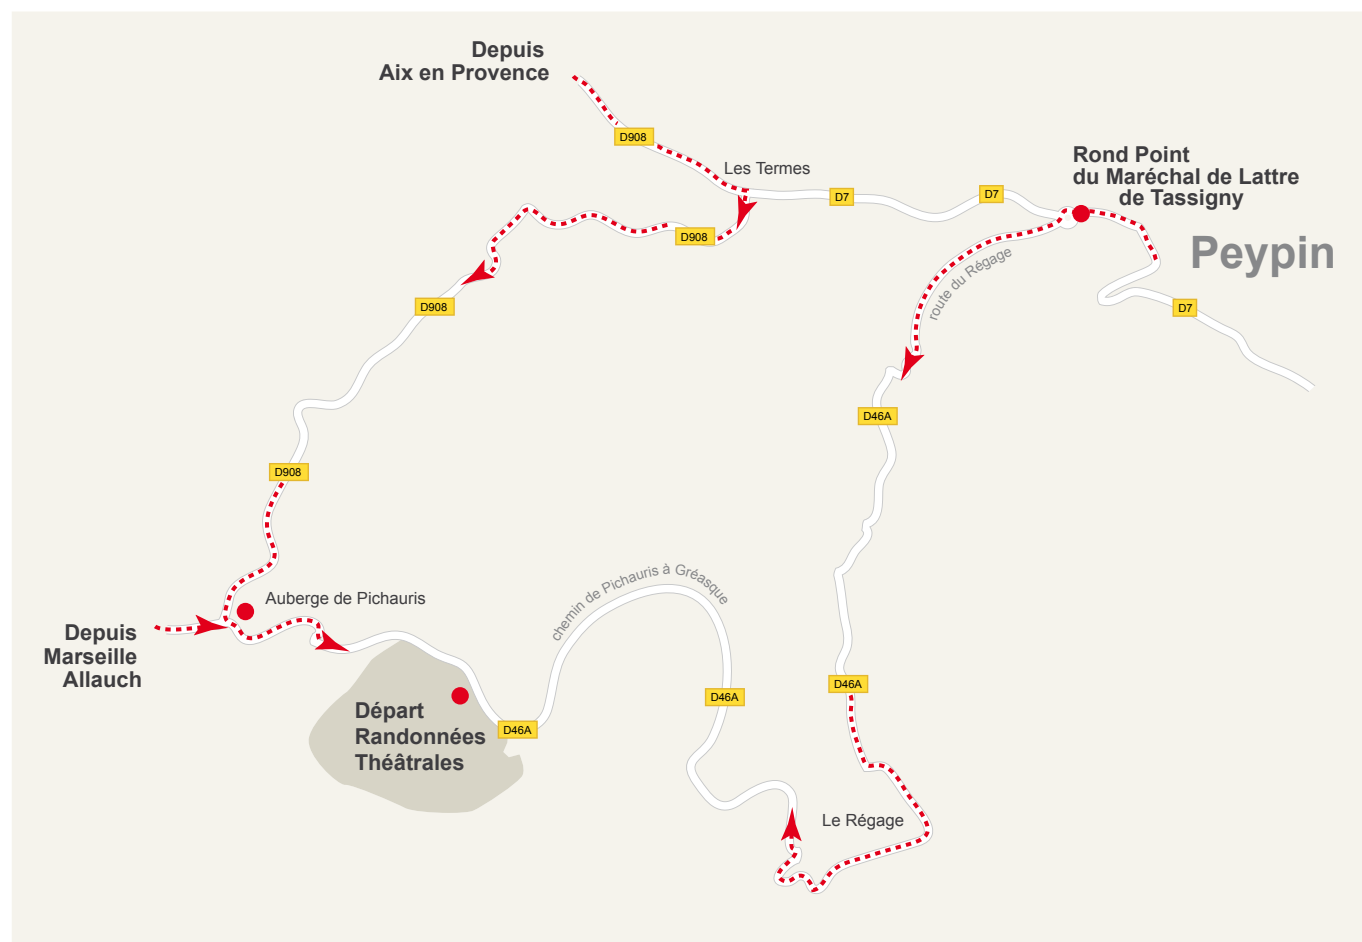 Depuis
Aix en Provence
D908
Les Termes
Rond Point
du Maréchal de Lattre
de Tassigny
D7
D7
Peypin
D908
route du Régage
D908
D7
D46A
D908
chemin de Pichauris à Gréasque
Auberge de Pichauris
Depuis
Marseille
Allauch
D46A
D46A
Départ
Randonnées
Théâtrales
D46A
Le Régage